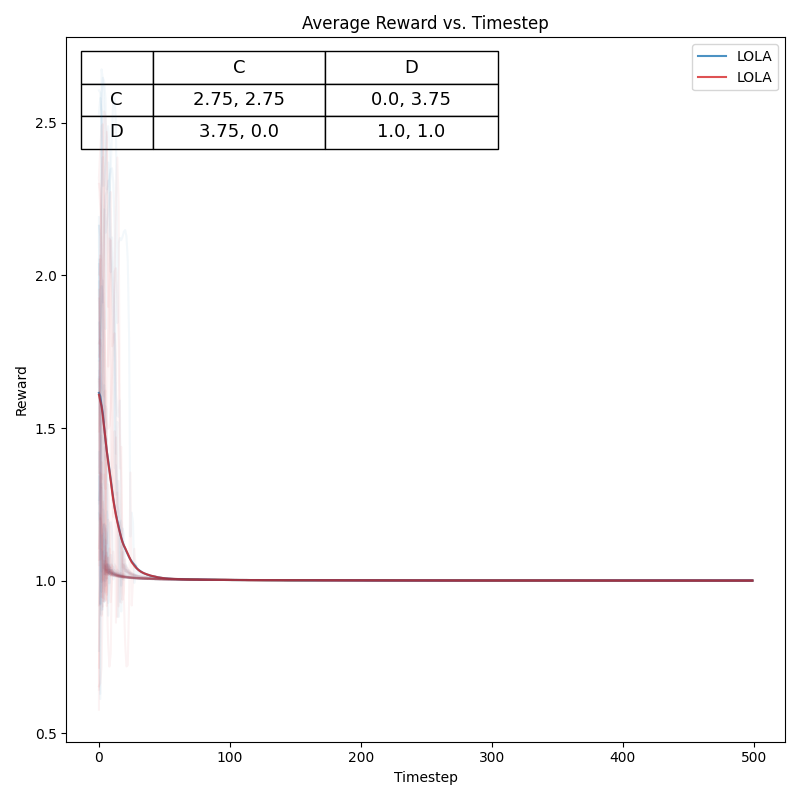 Average Reward vs. Timestep
C D
C 2.75, 2.75 0.0, 3.75
D 3.75, 0.0 1.0, 1.0
LOLA
LOLA
Reward
2.5
2.0
1.5
1.0
0.5
0 100 200 300 400 500
Timestep